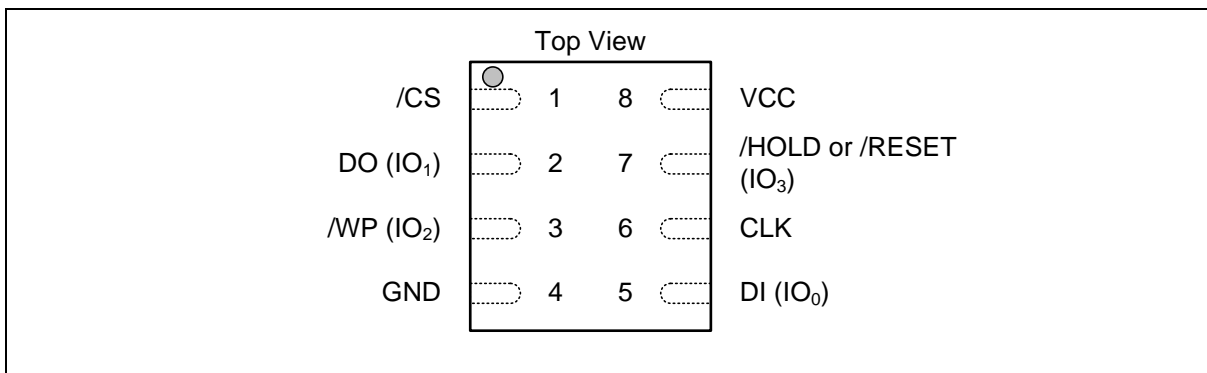 Top View
/CS 1 8 VCC
DO (IO₁) 2 7 /HOLD or /RESET
(IO₃)
/WP (IO₂) 3 6 CLK
GND 4 5 DI (IO₀)